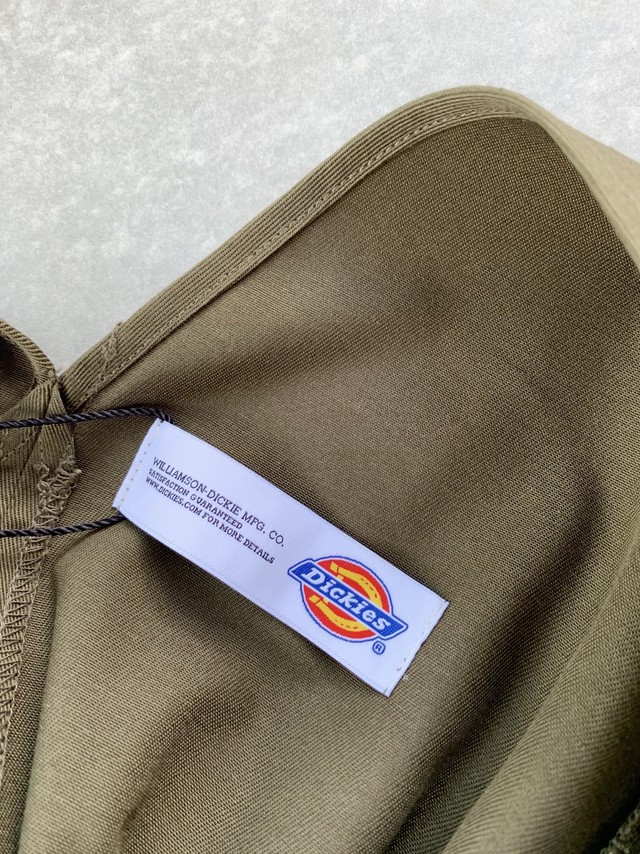 WILLIAMSON-DICKIE MFG. CO.
SATISFACTION GUARANTEED
WWW.DICKIES.COM FOR MORE DETAILS
Dickies
®